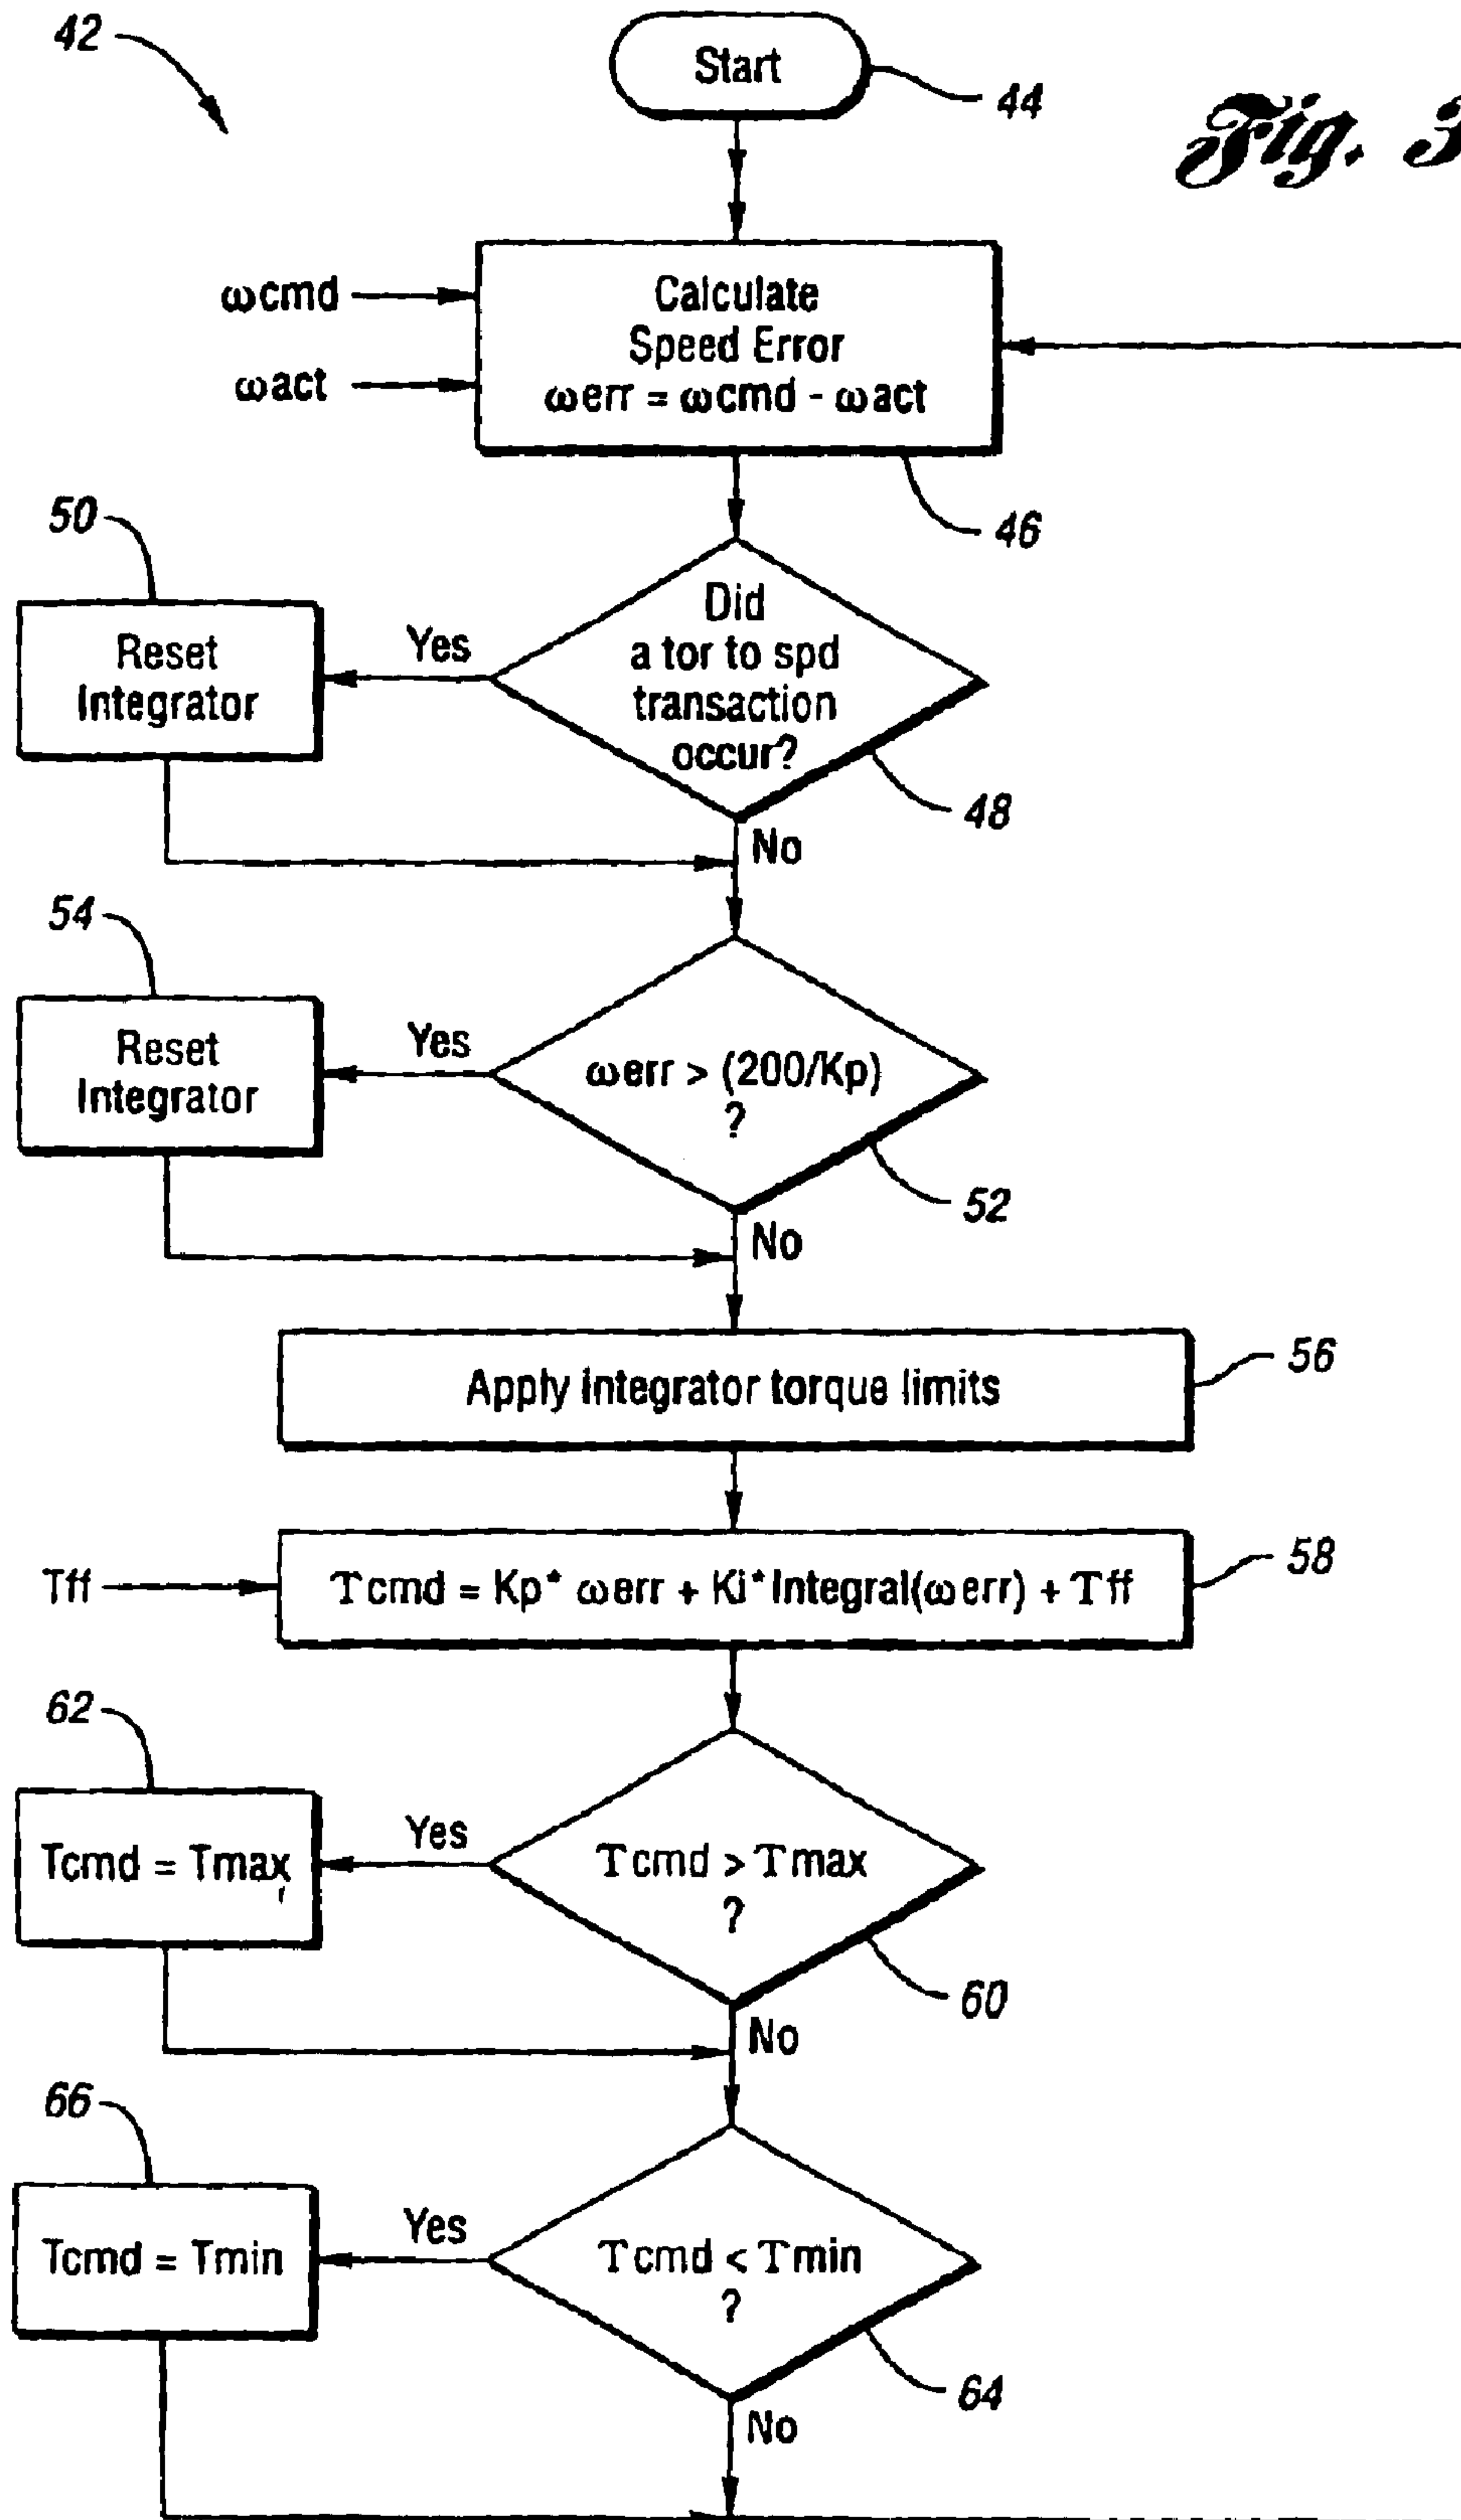 42
Start
44
Fig. 3
ωcmd
Calculate
Speed Error
ωerr = ωcmd - ωact
ωact
46
50
Reset
Integrator
Yes
Did
a tor to spd
transaction
occur?
48
No
54
Reset
Integrator
Yes
ωerr > (200/Kp)
?
52
No
Apply integrator torque limits
56
Tff
Tcmd = Kp* ωerr + Ki*Integral(ωerr) + Tff
58
62
Tcmd = Tmax
Yes
Tcmd > Tmax
?
60
No
66
Tcmd = Tmin
Yes
Tcmd < Tmin
?
64
No